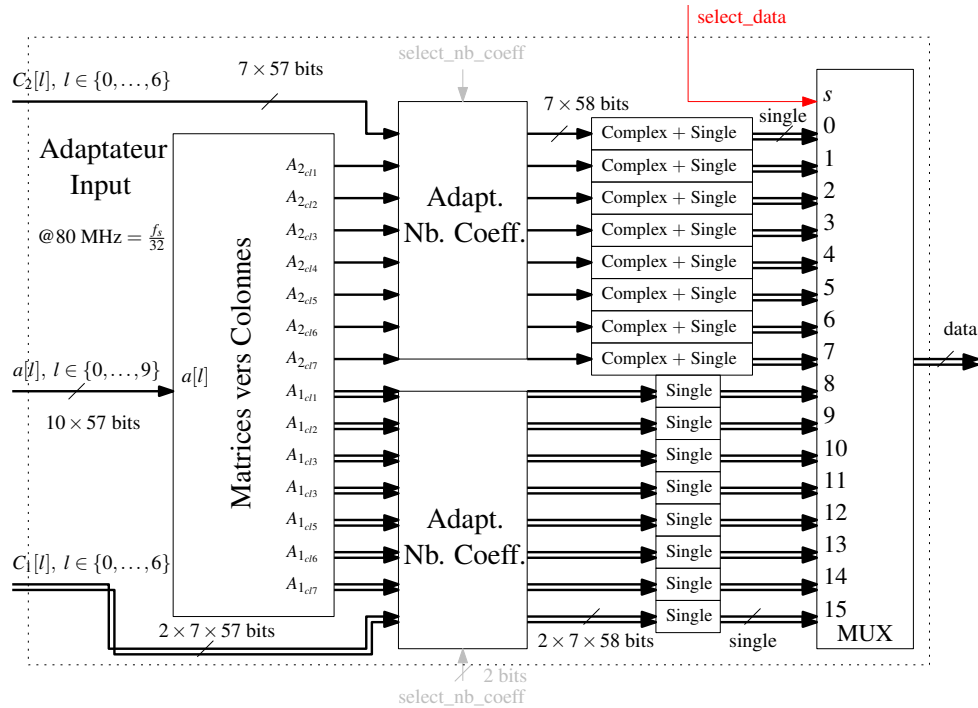 select_data
select_nb_coeff
C₂[l], l ∈ {0,…,6}
7 × 57 bits
7 × 58 bits
single
s
Adaptateur
Input
@80 MHz = fₛ/32
Matrices vers Colonnes
a[l]
A₂cl1
A₂cl2
A₂cl3
A₂cl4
A₂cl5
A₂cl6
A₂cl7
A₁cl1
A₁cl2
A₁cl3
A₁cl3
A₁cl5
A₁cl6
A₁cl7
a[l], l ∈ {0,…,9}
10 × 57 bits
C₁[l], l ∈ {0,…,6}
2 × 7 × 57 bits
Adapt.
Nb. Coeff.
Adapt.
Nb. Coeff.
select_nb_coeff
2 bits
2 × 7 × 58 bits
single
Complex + Single
Complex + Single
Complex + Single
Complex + Single
Complex + Single
Complex + Single
Complex + Single
Complex + Single
Single
Single
Single
Single
Single
Single
Single
Single
0
1
2
3
4
5
6
7
8
9
10
11
12
13
14
15
MUX
data